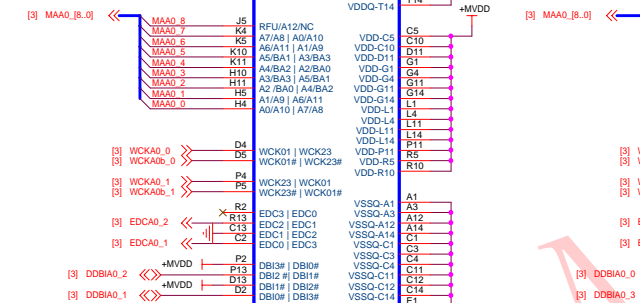 VDDQ-T14 T14
[3] MAA0_[8..0]
+MVDD
[3] MAA0_[8..0]
MAA0_8 J5 RFU/A12/NC
MAA0_7 K4 A7/A8 | A0/A10 VDD-C5 C5
MAA0_6 K5 A6/A11 | A1/A9 VDD-C10 C10
MAA0_5 K10 A5/BA1 | A3/BA3 VDD-D11 D11
MAA0_4 K11 A4/BA2 | A2/BA0 VDD-G1 G1
MAA0_3 H10 A3/BA3 | A5/BA1 VDD-G4 G4
MAA0_2 H11 A2 /BA0 | A4/BA2 VDD-G11 G11
MAA0_1 H5 A1/A9 | A6/A11 VDD-G14 G14
MAA0_0 H4 A0/A10 | A7/A8 VDD-L1 L1
VDD-L4 L4
VDD-L11 L11
VDD-L14 L14
[3] WCKA0_0 D4 WCK01 | WCK23 VDD-P11 P11
[3] WCKA0b_0 D5 WCK01# | WCK23# VDD-R5 R5
VDD-R10 R10
[3] WCKA0_1 P4 WCK23 | WCK01
[3] WCKA0b_1 P5 WCK23# | WCK01#
VSSQ-A1 A1
R2 EDC3 | EDC0 VSSQ-A3 A3
[3] EDCA0_2 R13 EDC2 | EDC1 VSSQ-A12 A12
C13 EDC1 | EDC2 VSSQ-A14 A14
[3] EDCA0_1 C2 EDC0 | EDC3 VSSQ-C1 C1
VSSQ-C3 C3
+MVDD P2 DBI3# | DBI0# VSSQ-C4 C4
[3] DDBIA0_2 P13 DBI2# | DBI1# VSSQ-C11 C11
+MVDD D13 DBI1# | DBI2# VSSQ-C12 C12
[3] DDBIA0_1 D2 DBI0# | DBI3# VSSQ-C14 C14
E1
[3]
[3]
[3]
[3]
[3]
[3] DDBIA0_0
[3] DDBIA0_3